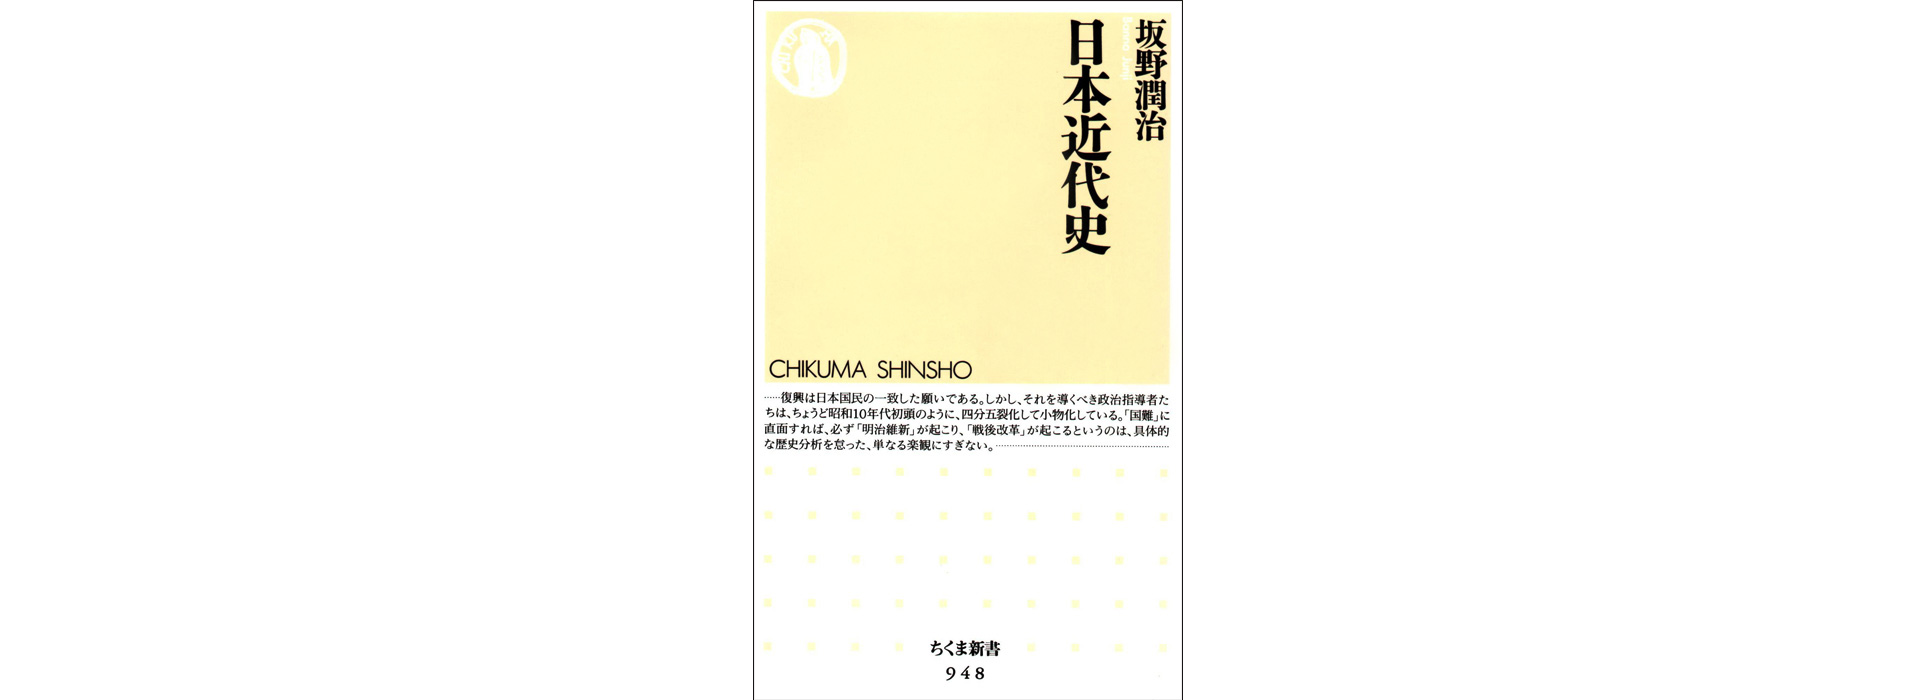 坂野潤治
Banno Junji
日本近代史
CHIKUMA SHINSHO
……復興は日本国民の一致した願いである。しかし、それを導くべき政治指導者た
ちは、ちょうど昭和10年代初頭のように、四分五裂化して小物化している。「国難」に
直面すれば、必ず「明治維新」が起こり、「戦後改革」が起こるというのは、具体的
な歴史分析を怠った、単なる楽観にすぎない。
ちくま新書
948